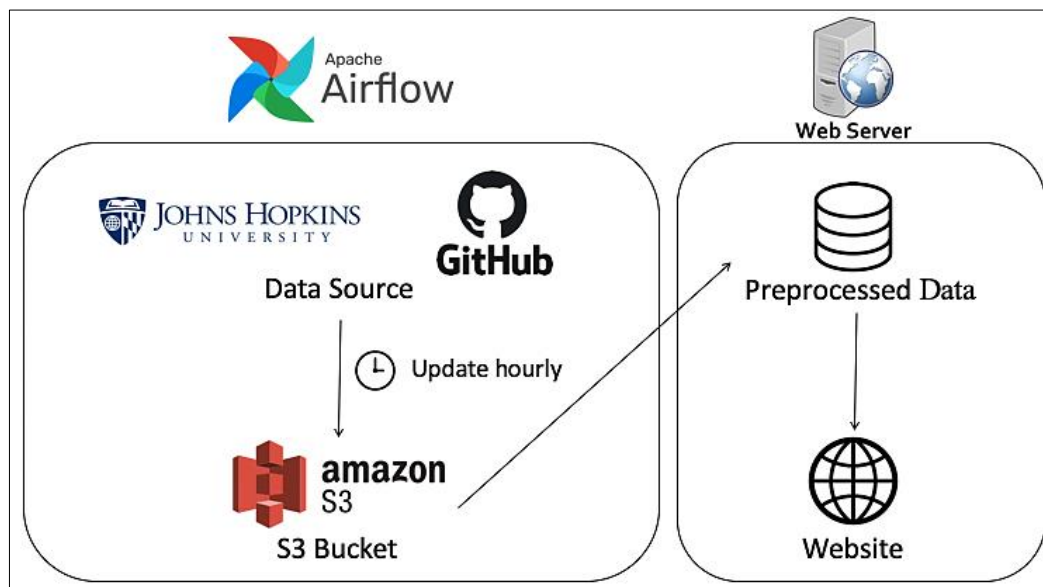 Apache
Airflow
Web Server
JOHNS HOPKINS
UNIVERSITY
GitHub
Data Source
Preprocessed Data
Update hourly
amazon
S3
S3 Bucket
Website